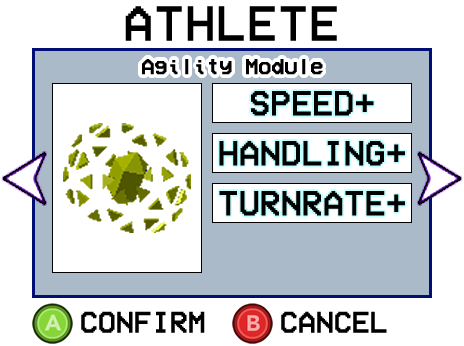 ATHLETE
Agility Module
SPEED+
HANDLING+
TURNRATE+
A CONFIRM B CANCEL